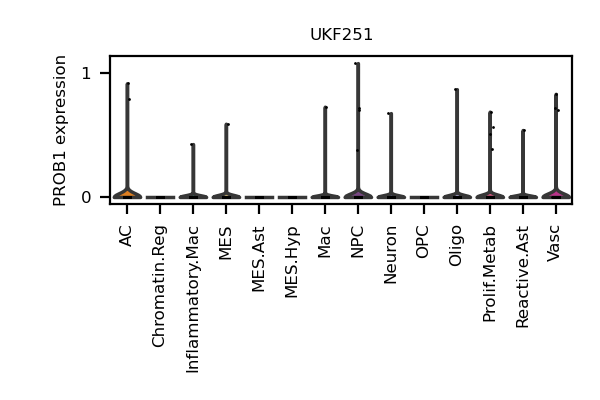 UKF251
PROB1 expression
1
0
AC
Chromatin.Reg
Inflammatory.Mac
MES
MES.Ast
MES.Hyp
Mac
NPC
Neuron
OPC
Oligo
Prolif.Metab
Reactive.Ast
Vasc